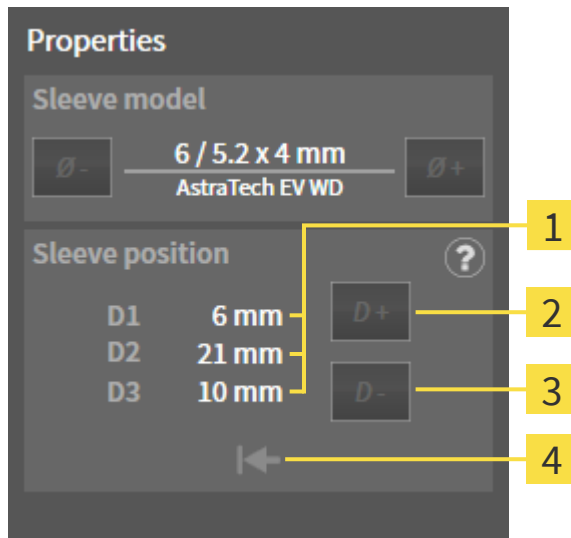 Properties
Sleeve model
Ø - 6 / 5.2 x 4 mm Ø +
AstraTech EV WD
1
Sleeve position ?
D1 6 mm D + 2
D2 21 mm
D3 10 mm D - 3
4